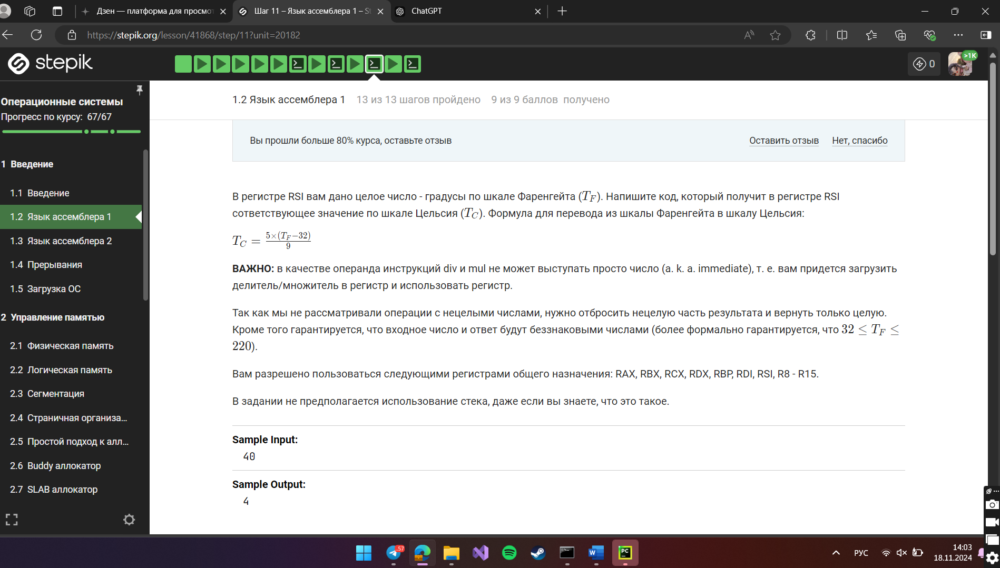 Дзен — платформа для просмо
Шаг 11 – Язык ассемблера 1 – St
ChatGPT
https://stepik.org/lesson/41868/step/11?unit=20182
stepik
0
>1K
Операционные системы
Прогресс по курсу: 67/67
1 Введение
1.1 Введение
1.2 Язык ассемблера 1
1.3 Язык ассемблера 2
1.4 Прерывания
1.5 Загрузка ОС
2 Управление памятью
2.1 Физическая память
2.2 Логическая память
2.3 Сегментация
2.4 Страничная организа...
2.5 Простой подход к алл...
2.6 Buddy аллокатор
2.7 SLAB аллокатор
1.2 Язык ассемблера 1 13 из 13 шагов пройдено 9 из 9 баллов получено
Вы прошли больше 80% курса, оставьте отзыв Оставить отзыв Нет, спасибо
В регистре RSI вам дано целое число - градусы по шкале Фаренгейта (T_F). Напишите код, который получит в регистре RSI
сответствующее значение по шкале Цельсия (T_C). Формула для перевода из шкалы Фаренгейта в шкалу Цельсия:
T_C = 5×(T_F−32)/9
ВАЖНО: в качестве операнда инструкций div и mul не может выступать просто число (a. k. a. immediate), т. е. вам придется загрузить
делитель/множитель в регистр и использовать регистр.
Так как мы не рассматривали операции с нецелыми числами, нужно отбросить нецелую часть результата и вернуть только целую.
Кроме того гарантируется, что входное число и ответ будут беззнаковыми числами (более формально гарантируется, что 32 ≤ T_F ≤
220).
Вам разрешено пользоваться следующими регистрами общего назначения: RAX, RBX, RCX, RDX, RBP, RDI, RSI, R8 - R15.
В задании не предполагается использование стека, даже если вы знаете, что это такое.
Sample Input:
40
Sample Output:
4
57
PC
РУС
14:03
18.11.2024